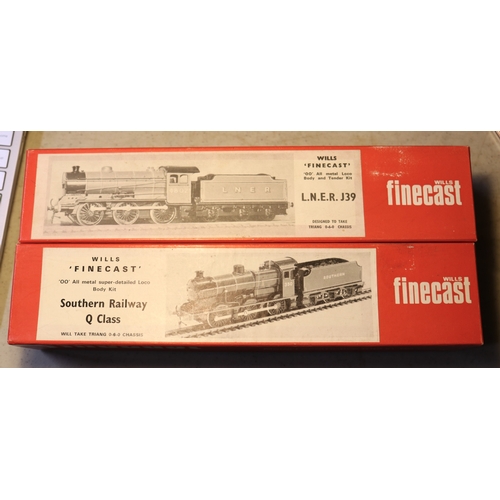 WILLS
'FINECAST'
'OO' All metal Loco
Body and Tender Kit
L.N.E.R. J39
DESIGNED TO TAKE
TRIANG 0-6-0 CHASSIS
L N E R
WILLS
finecast
WILLS
'FINECAST'
'OO' All metal super-detailed Loco
Body Kit
Southern Railway
Q Class
WILL TAKE TRIANG 0-6-0 CHASSIS
SOUTHERN
WILLS
finecast